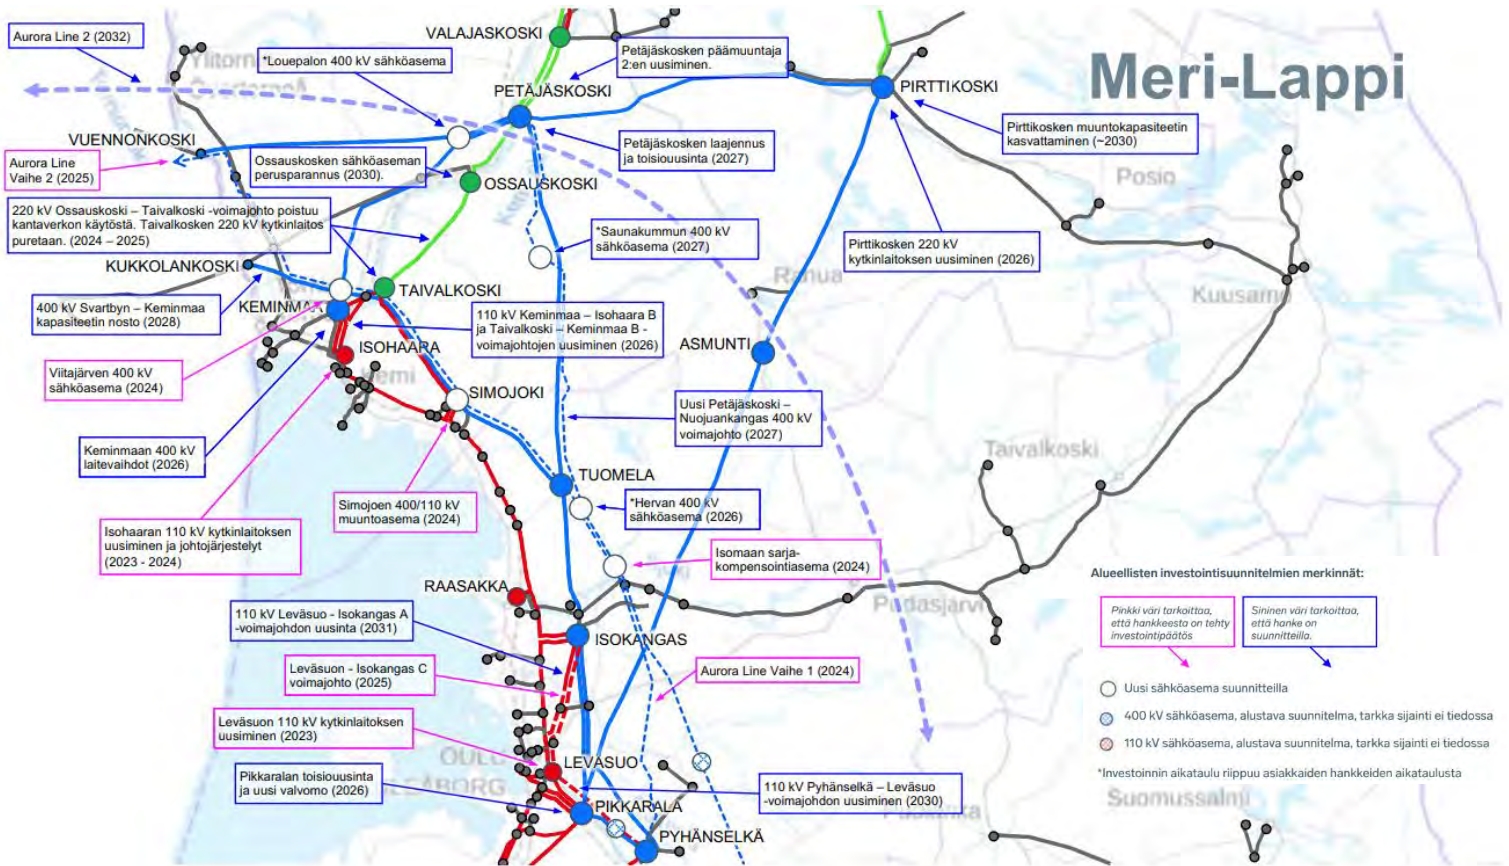 Meri-Lappi
Aurora Line 2 (2032)
*Louepalon 400 kV sähköasema
VALAJASKOSKI
Petäjäskosken päämuuntaja
2:en uusiminen.
PETÄJÄSKOSKI
PIRTTIKOSKI
Pirttikosken muuntokapasiteetin
kasvattaminen (~2030)
VUENNONKOSKI
Aurora Line
Vaihe 2 (2025)
Ossauskosken sähköaseman
perusparannus (2030).
Petäjäskosken laajennus
ja toisiouusinta (2027)
OSSAUSKOSKI
Posio
220 kV Ossauskoski – Taivalkoski -voimajohto poistuu
kantaverkon käytöstä. Taivalkosken 220 kV kytkinlaitos
puretaan. (2024 – 2025)
*Saunakummun 400 kV
sähköasema (2027)
Pirttikosken 220 kV
kytkinlaitoksen uusiminen (2026)
KUKKOLANKOSKI
TAIVALKOSKI
Ranua
Kuusamo
400 kV Svartbyn – Keminmaa
kapasiteetin nosto (2028)
KEMINMAA
110 kV Keminmaa – Isohaara B
ja Taivalkoski – Keminmaa B -
voimajohtojen uusiminen (2026)
ASMUNTI
ISOHAARA
Viitajärven 400 kV
sähköasema (2024)
Kemi
SIMOJOKI
Uusi Petäjäskoski –
Nuojuankangas 400 kV
voimajohto (2027)
Keminmaan 400 kV
laitevaihdot (2026)
Taivalkoski
TUOMELA
Simojoen 400/110 kV
muuntoasema (2024)
*Hervan 400 kV
sähköasema (2026)
Isohaaran 110 kV kytkinlaitoksen
uusiminen ja johtojärjestelyt
(2023 - 2024)
Isomaan sarja-
kompensointiasema (2024)
RAASAKKA
Pudasjärvi
110 kV Leväsuo - Isokangas A
-voimajohdon uusinta (2031)
ISOKANGAS
Leväsuon - Isokangas C
voimajohto (2025)
Aurora Line Vaihe 1 (2024)
Leväsuon 110 kV kytkinlaitoksen
uusiminen (2023)
OULU
ULEÅBORG
LEVÄSUO
Pikkaralan toisiouusinta
ja uusi valvomo (2026)
110 kV Pyhänselkä – Leväsuo
-voimajohdon uusiminen (2030)
PIKKARALA
PYHÄNSELKÄ
Alueellisten investointisuunnitelmien merkinnät:
Pinkki väri tarkoittaa,
että hankkeesta on tehty
investointipäätös
Sininen väri tarkoittaa,
että hanke on
suunnitteilla.
Uusi sähköasema suunnitteilla
400 kV sähköasema, alustava suunnitelma, tarkka sijainti ei tiedossa
110 kV sähköasema, alustava suunnitelma, tarkka sijainti ei tiedossa
*Investoinnin aikataulu riippuu asiakkaiden hankkeiden aikataulusta
Suomussalmi